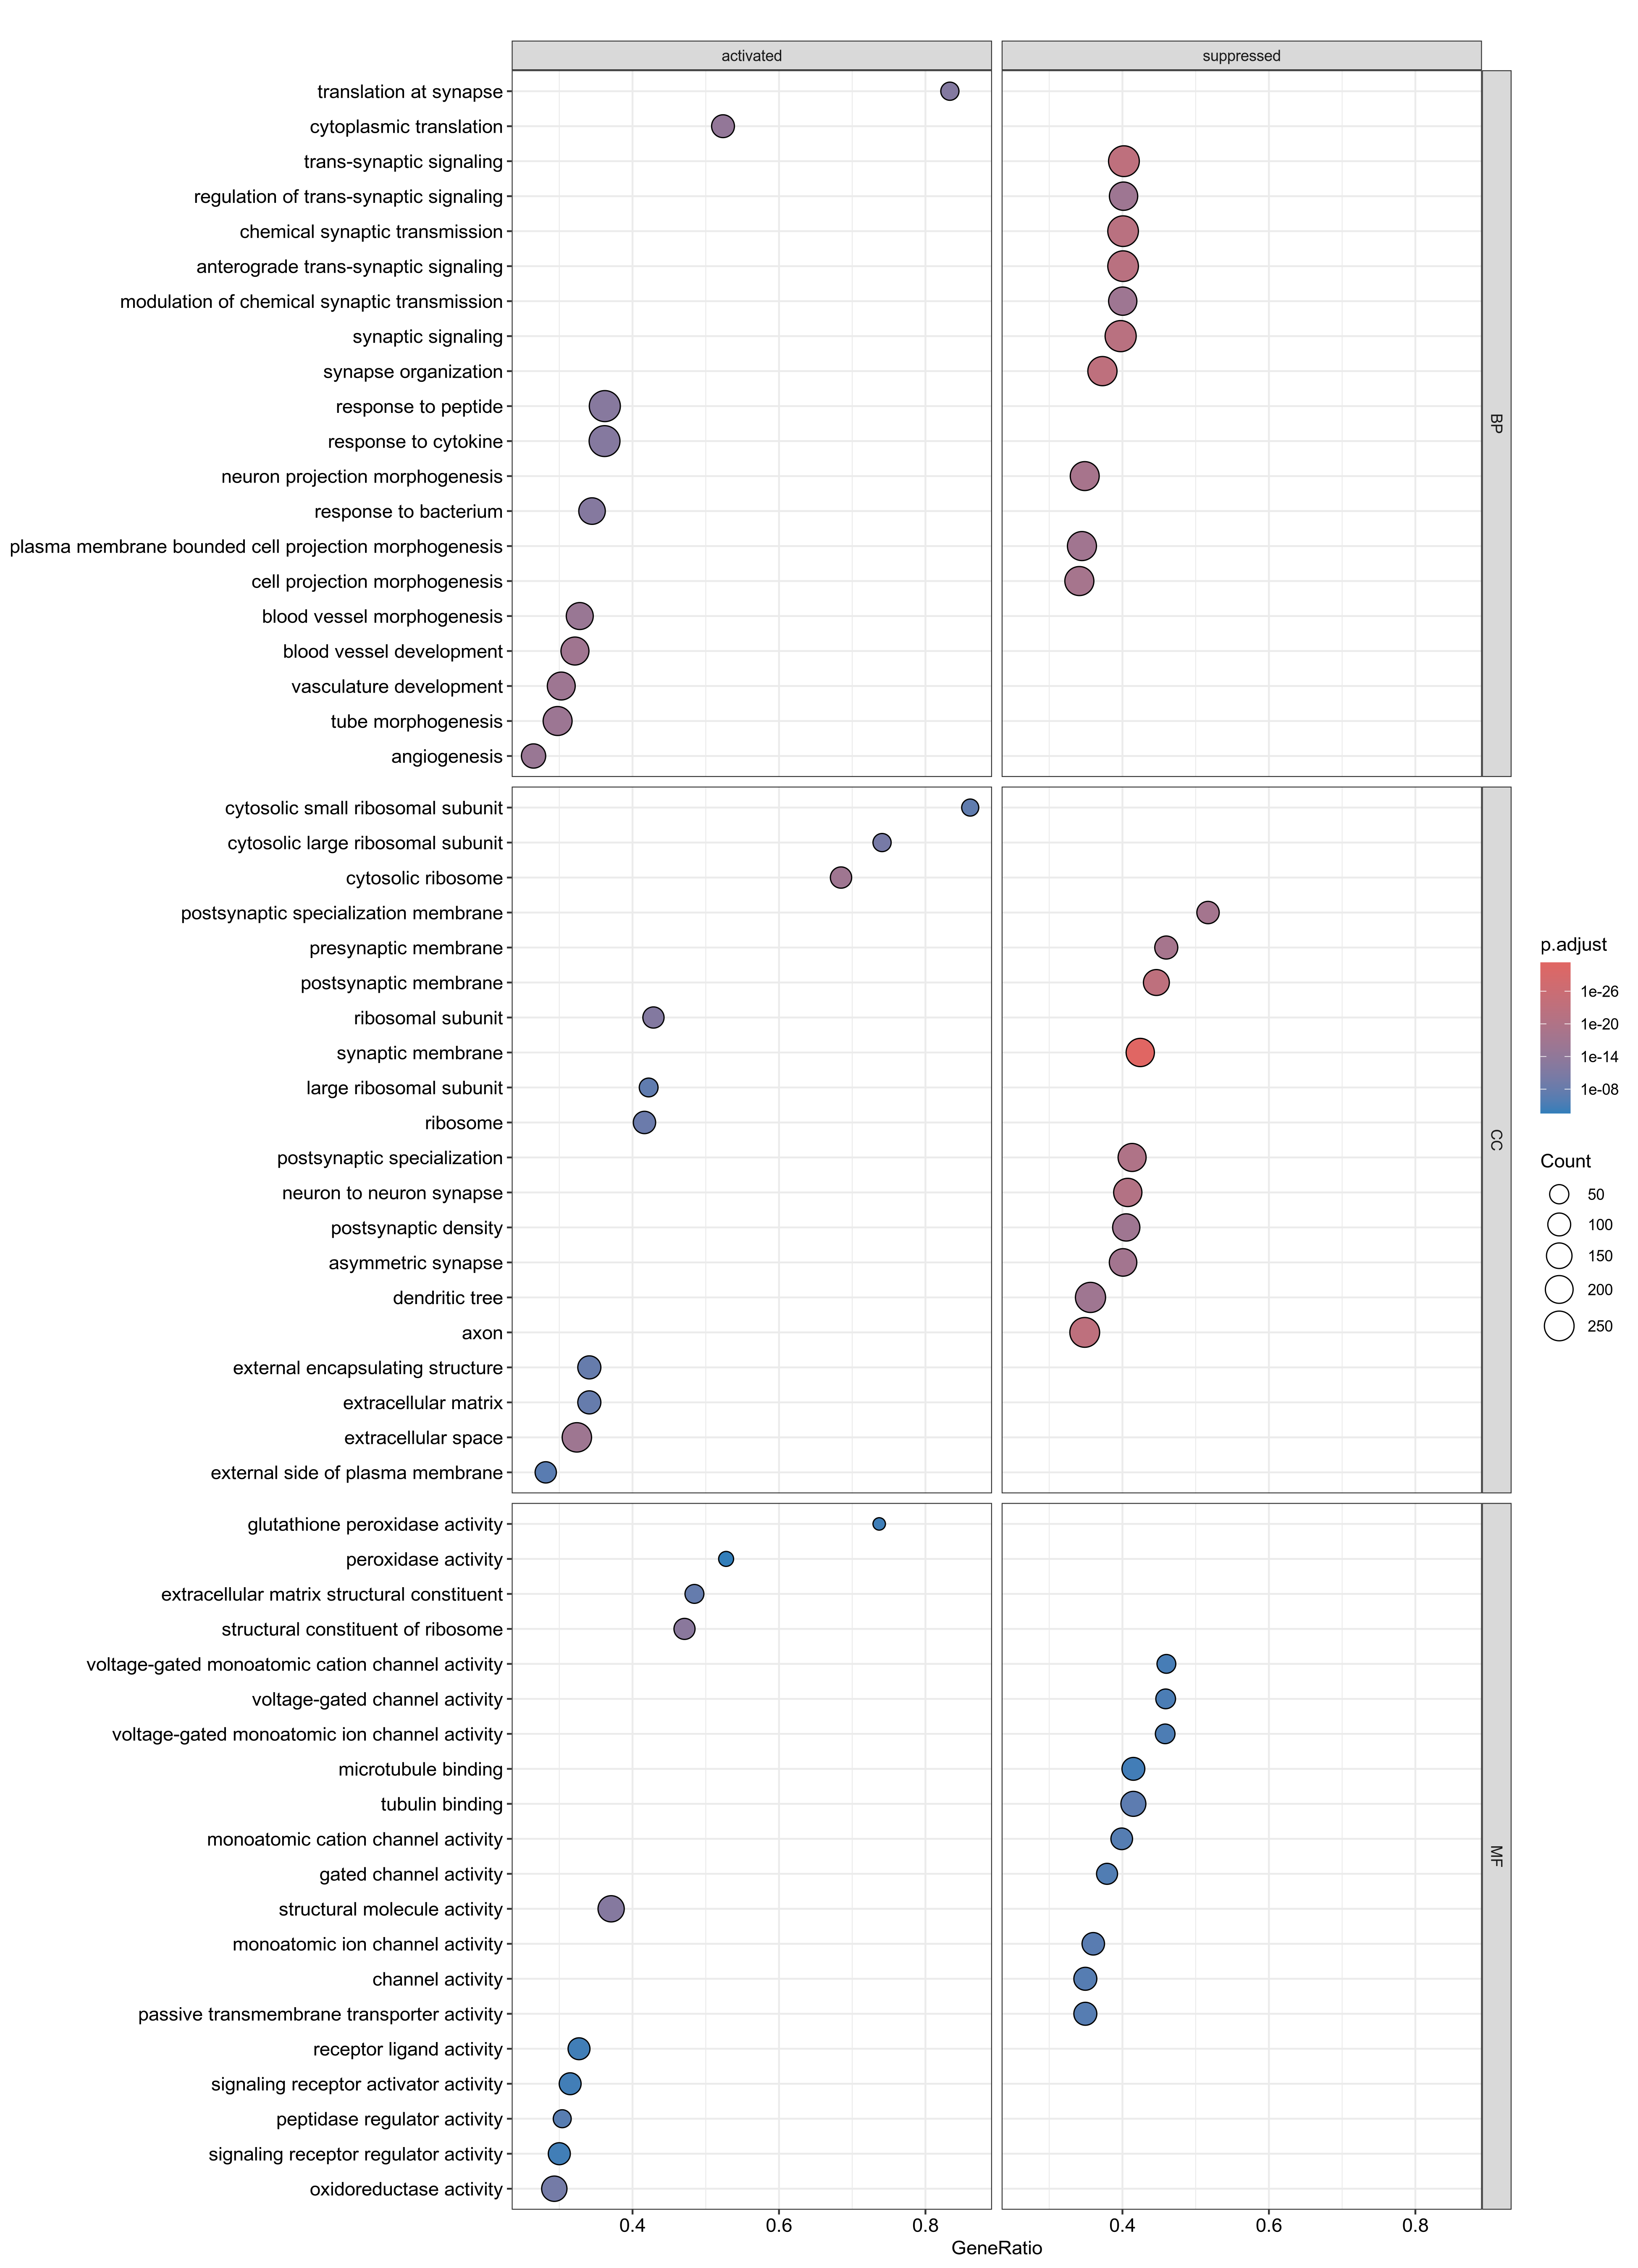 activated
suppressed
translation at synapse
cytoplasmic translation
trans-synaptic signaling
regulation of trans-synaptic signaling
chemical synaptic transmission
anterograde trans-synaptic signaling
modulation of chemical synaptic transmission
synaptic signaling
synapse organization
response to peptide
response to cytokine
neuron projection morphogenesis
response to bacterium
plasma membrane bounded cell projection morphogenesis
cell projection morphogenesis
blood vessel morphogenesis
blood vessel development
vasculature development
tube morphogenesis
angiogenesis
BP
cytosolic small ribosomal subunit
cytosolic large ribosomal subunit
cytosolic ribosome
postsynaptic specialization membrane
presynaptic membrane
postsynaptic membrane
ribosomal subunit
synaptic membrane
large ribosomal subunit
ribosome
postsynaptic specialization
neuron to neuron synapse
postsynaptic density
asymmetric synapse
dendritic tree
axon
external encapsulating structure
extracellular matrix
extracellular space
external side of plasma membrane
CC
glutathione peroxidase activity
peroxidase activity
extracellular matrix structural constituent
structural constituent of ribosome
voltage-gated monoatomic cation channel activity
voltage-gated channel activity
voltage-gated monoatomic ion channel activity
microtubule binding
tubulin binding
monoatomic cation channel activity
gated channel activity
structural molecule activity
monoatomic ion channel activity
channel activity
passive transmembrane transporter activity
receptor ligand activity
signaling receptor activator activity
peptidase regulator activity
signaling receptor regulator activity
oxidoreductase activity
MF
0.4 0.6 0.8
0.4 0.6 0.8
GeneRatio
p.adjust
1e-26
1e-20
1e-14
1e-08
Count
50
100
150
200
250